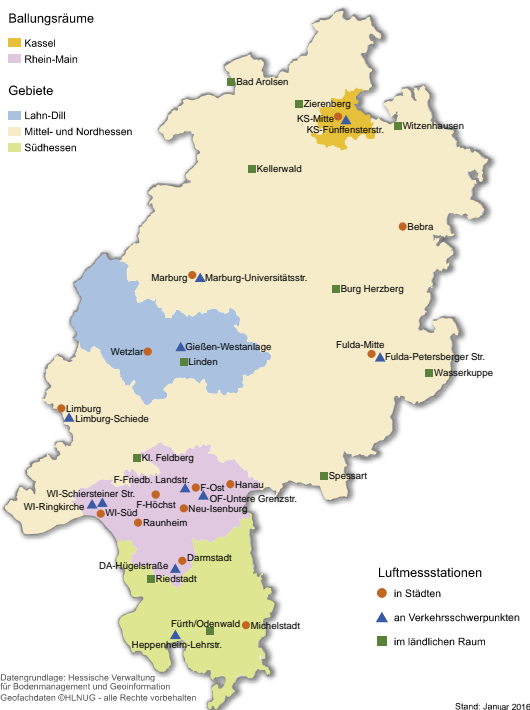 Ballungsräume
Kassel
Rhein-Main
Gebiete
Lahn-Dill
Mittel- und Nordhessen
Südhessen
Bad Arolsen
Zierenberg
KS-Mitte
KS-Fünffensterstr.
Witzenhausen
Kellerwald
Bebra
Marburg
Marburg-Universitätsstr.
Burg Herzberg
Wetzlar
Gießen-Westanlage
Linden
Fulda-Mitte
Fulda-Petersberger Str.
Wasserkuppe
Limburg
Limburg-Schiede
Kl. Feldberg
Spessart
F-Friedb. Landstr.
F-Ost
Hanau
WI-Schiersteiner Str.
OF-Untere Grenzstr.
WI-Ringkirche
F-Höchst
Neu-Isenburg
WI-Süd
Raunheim
Darmstadt
DA-Hügelstraße
Riedstadt
Fürth/Odenwald
Michelstadt
Heppenheim-Lehrstr.
Luftmessstationen
in Städten
an Verkehrsschwerpunkten
im ländlichen Raum
Datengrundlage: Hessische Verwaltung
für Bodenmanagement und Geoinformation
Geofachdaten ©HLNUG - alle Rechte vorbehalten
Stand: Januar 2016